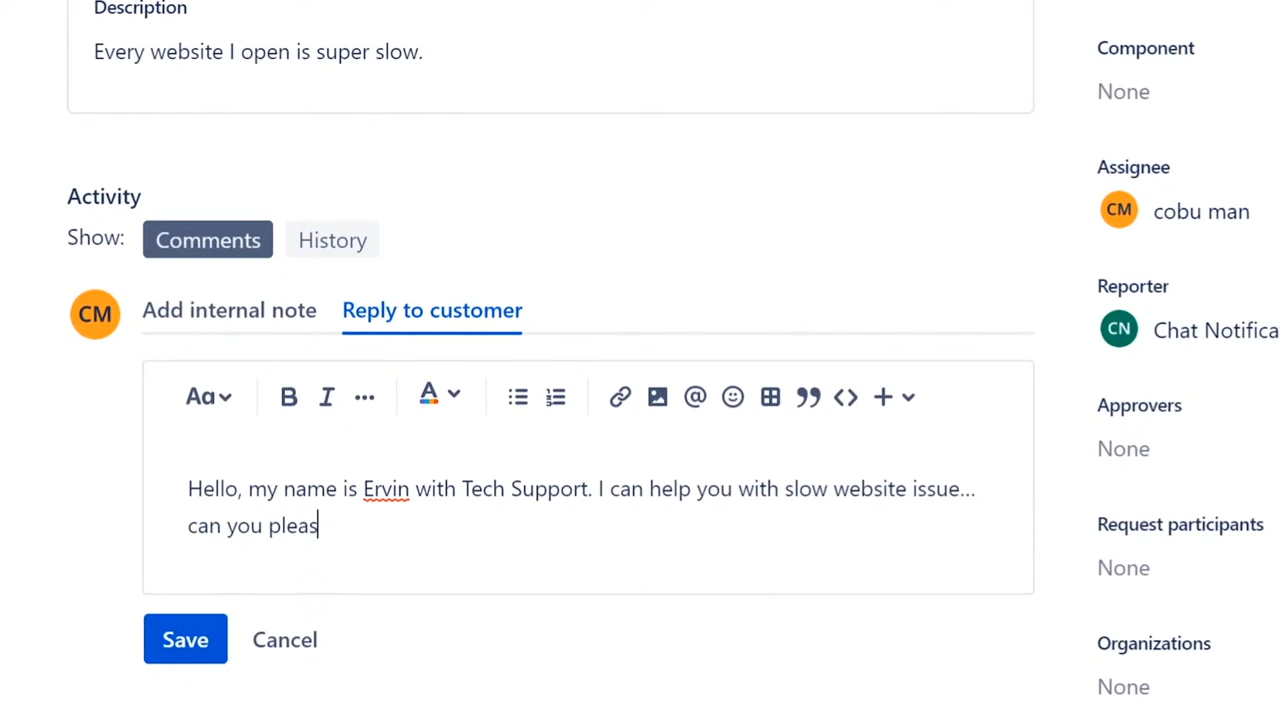 Description
Every website I open is super slow.
Component
None
Assignee
CM cobu man
Activity
Show: Comments History
Reporter
CN Chat Notifica
CM Add internal note Reply to customer
Aa B I ... A @ + 
Hello, my name is Ervin with Tech Support. I can help you with slow website issue...
can you pleas
Save Cancel
Approvers
None
Request participants
None
Organizations
None